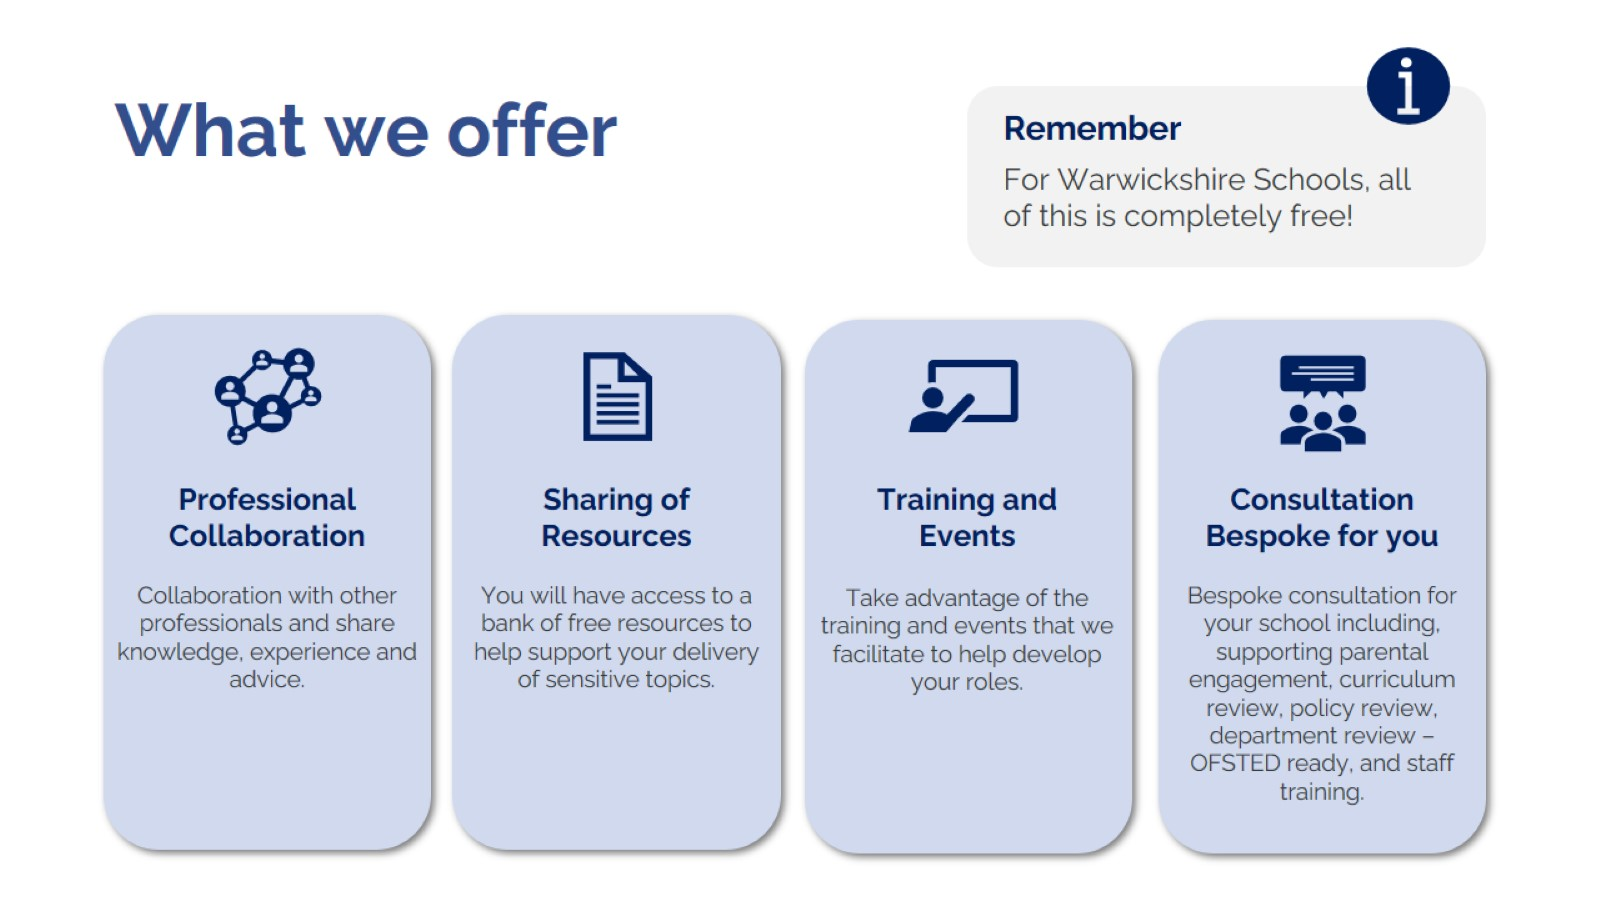 What we offer
Remember
For Warwickshire Schools, all
of this is completely free!
Professional
Collaboration
Collaboration with other
professionals and share
knowledge, experience and
advice.
Sharing of
Resources
You will have access to a
bank of free resources to
help support your delivery
of sensitive topics.
Training and
Events
Take advantage of the
training and events that we
facilitate to help develop
your roles.
Consultation
Bespoke for you
Bespoke consultation for
your school including,
supporting parental
engagement, curriculum
review, policy review,
department review –
OFSTED ready, and staff
training.